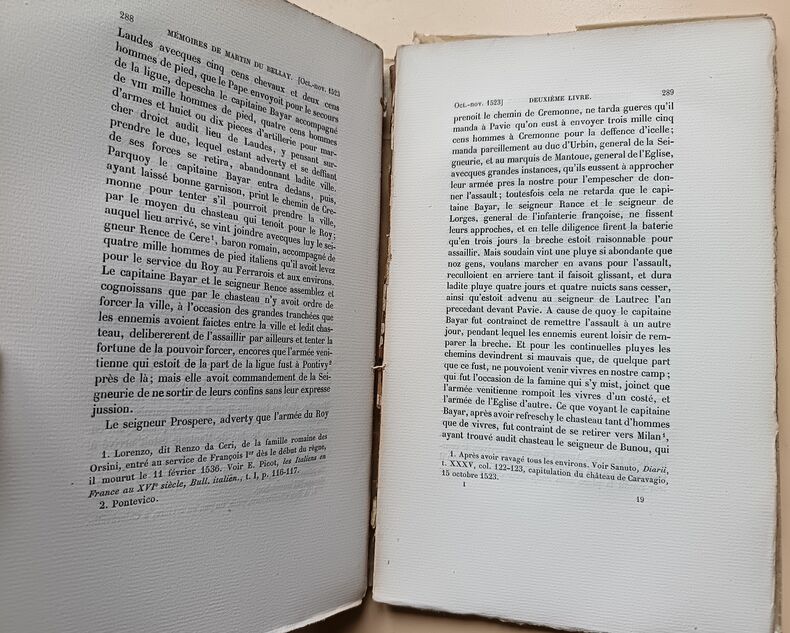 288
MÉMOIRES DE MARTIN DU BELLAY. [Oct.-nov. 1523
Laudes avecques cinq cens chevaux et deux cens
hommes de pied, que le Pape envoyoit pour le secours
de la ligue, depescha le capitaine Bayar accompagné
de VIII mille hommes de pied, quatre cens hommes
d'armes et huict ou dix pieces d'artillerie pour mar-
cher droict audit lieu de Laudes, y pensant sur-
prendre le duc, lequel estant adverty et se deffiant
de ses forces se retira, abandonnant ladite ville.
Parquoy le capitaine Bayar entra dedans, puis,
ayant laissé bonne garnison, print le chemin de Cre-
monne pour tenter s'il pourroit prendre la ville,
par le moyen du chasteau qui tenoit pour le Roy;
auquel lieu arrivé, se vint joindre avecques luy le sei-
gneur Rence de Cere¹, baron romain, accompagné de
quatre mille hommes de pied italiens qu'il avoit levez
pour le service du Roy au Ferrarois et aux environs.
Le capitaine Bayar et le seigneur Rence assemblez et
cognoissans que par le chasteau n'y avoit ordre de
forcer la ville, à l'occasion des grandes tranchées que
les ennemis avoient faictes entre la ville et ledit chas-
teau, delibererent de l'assaillir par ailleurs et tenter la
fortune de la pouvoir forcer, encores que l'armée veni-
tienne qui estoit de la part de la ligue fust à Pontivy²
près de là; mais elle avoit commandement de la Sei-
gneurie de ne sortir de leurs confins sans leur expresse
jussion.
Le seigneur Prospere, adverty que l'armée du Roy
1. Lorenzo, dit Renzo da Ceri, de la famille romaine des
Orsini, entré au service de François Iᵉʳ dès le début du règne,
il mourut le 11 février 1536. Voir E. Picot, les Italiens en
France au XVIᵉ siècle, Bull. italien., t. I, p. 116-117.
2. Pontevico.
Oct.-nov. 1523]
DEUXIÈME LIVRE.
289
prenoit le chemin de Cremonne, ne tarda gueres qu'il
manda à Pavie qu'on eust à envoyer trois mille cinq
cens hommes à Cremonne pour la deffence d'icelle;
manda pareillement au duc d'Urbin, general de la Sei-
gneurie, et au marquis de Mantoue, general de l'Eglise,
avecques grandes instances, qu'ils eussent à approcher
leur armée pres la nostre pour l'empescher de don-
ner l'assault; toutesfois cela ne retarda que le capi-
taine Bayar, le seigneur Rance et le seigneur de
Lorges, general de l'infanterie françoise, ne fissent
leurs approches, et en telle diligence firent la baterie
qu'en trois jours la breche estoit raisonnable pour
assaillir. Mais soudain vint une pluye si abondante que
noz gens, voulans marcher en avans pour l'assault,
reculloient en arriere tant il faisoit glissant, et dura
ladite pluye quatre jours et quatre nuicts sans cesser,
ainsi qu'estoit advenu au seigneur de Lautrec l'an
precedant devant Pavie. A cause de quoy le capitaine
Bayar fut contrainct de remettre l'assault à un autre
jour, pendant lequel les ennemis eurent loisir de rem-
parer la breche. Et pour les continuelles pluyes les
chemins devindrent si mauvais que, de quelque part
que ce fust, ne pouvoient venir vivres en nostre camp;
qui fut l'occasion de la famine qui s'y mist, joinct que
l'armée venitienne rompoit les vivres d'un costé, et
l'armée de l'Eglise d'autre. Ce que voyant le capitaine
Bayar, après avoir refreschy le chasteau tant d'hommes
que de vivres, fut contraint de se retirer vers Milan¹,
ayant trouvé audit chasteau le seigneur de Bunou, qui
1. Après avoir ravagé tous les environs. Voir Sanuto, Diarii,
t. XXXV, col. 122-123, capitulation du château de Caravagio,
15 octobre 1523.
I
19